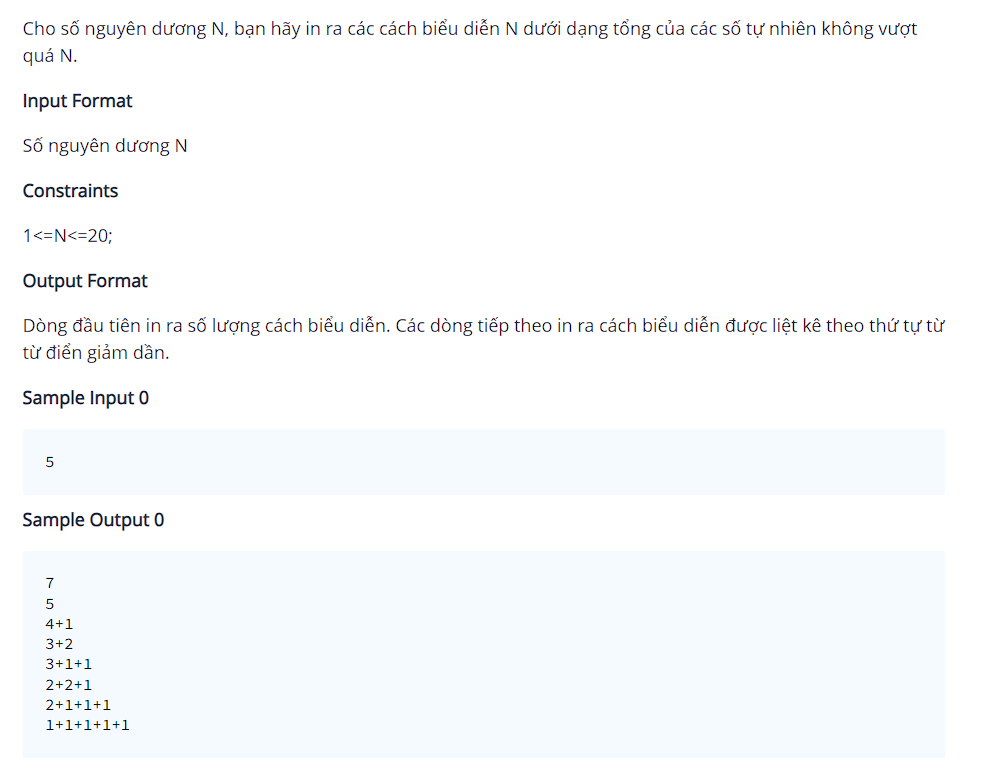 Cho số nguyên dương N, bạn hãy in ra các cách biểu diễn N dưới dạng tổng của các số tự nhiên không vượt
quá N.
Input Format
Số nguyên dương N
Constraints
1<=N<=20;
Output Format
Dòng đầu tiên in ra số lượng cách biểu diễn. Các dòng tiếp theo in ra cách biểu diễn được liệt kê theo thứ tự từ
từ điển giảm dần.
Sample Input 0
5
Sample Output 0
7
5
4+1
3+2
3+1+1
2+2+1
2+1+1+1
1+1+1+1+1